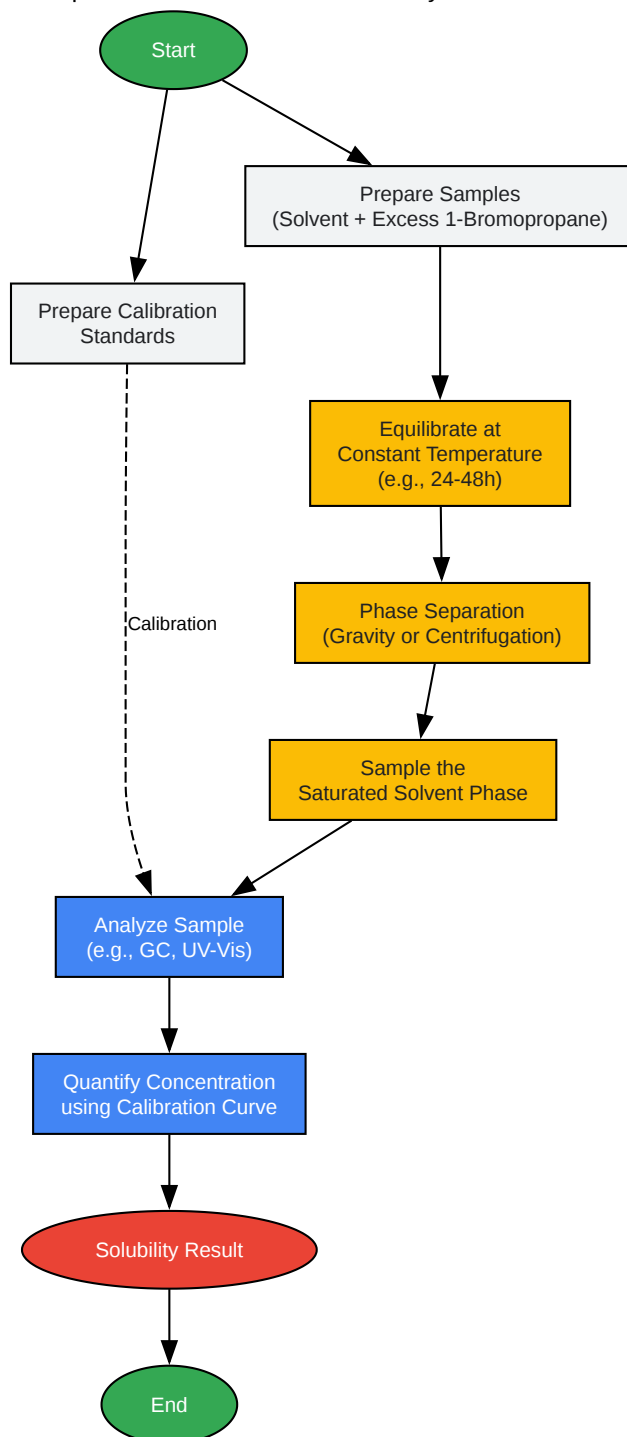 Start
Prepare Samples
(Solvent + Excess 1-Bromopropane)
Prepare Calibration
Standards
Equilibrate at
Constant Temperature
(e.g., 24-48h)
Phase Separation
(Gravity or Centrifugation)
Calibration
Sample the
Saturated Solvent Phase
Analyze Sample
(e.g., GC, UV-Vis)
Quantify Concentration
using Calibration Curve
Solubility Result
End